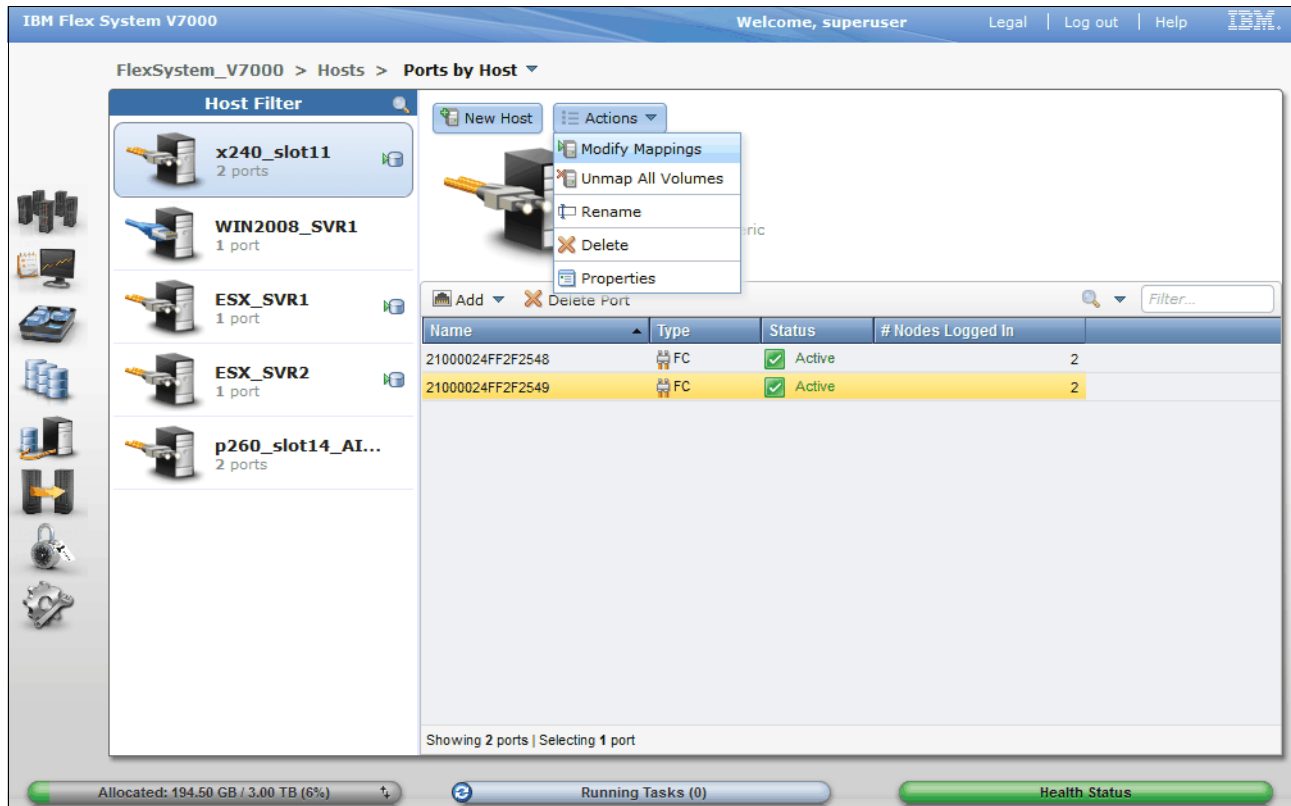 IBM Flex System V7000
Welcome, superuser
Legal | Log out | Help
IBM.
FlexSystem_V7000 > Hosts > Ports by Host
Host Filter
x240_slot11
2 ports
WIN2008_SVR1
1 port
ESX_SVR1
1 port
ESX_SVR2
1 port
p260_slot14_AI...
2 ports
New Host
Actions
Modify Mappings
Unmap All Volumes
Rename
Delete
Properties
eric
Add
Delete Port
Filter...
Name Type Status # Nodes Logged In
21000024FF2F2548 FC Active 2
21000024FF2F2549 FC Active 2
Showing 2 ports | Selecting 1 port
Allocated: 194.50 GB / 3.00 TB (6%)
Running Tasks (0)
Health Status